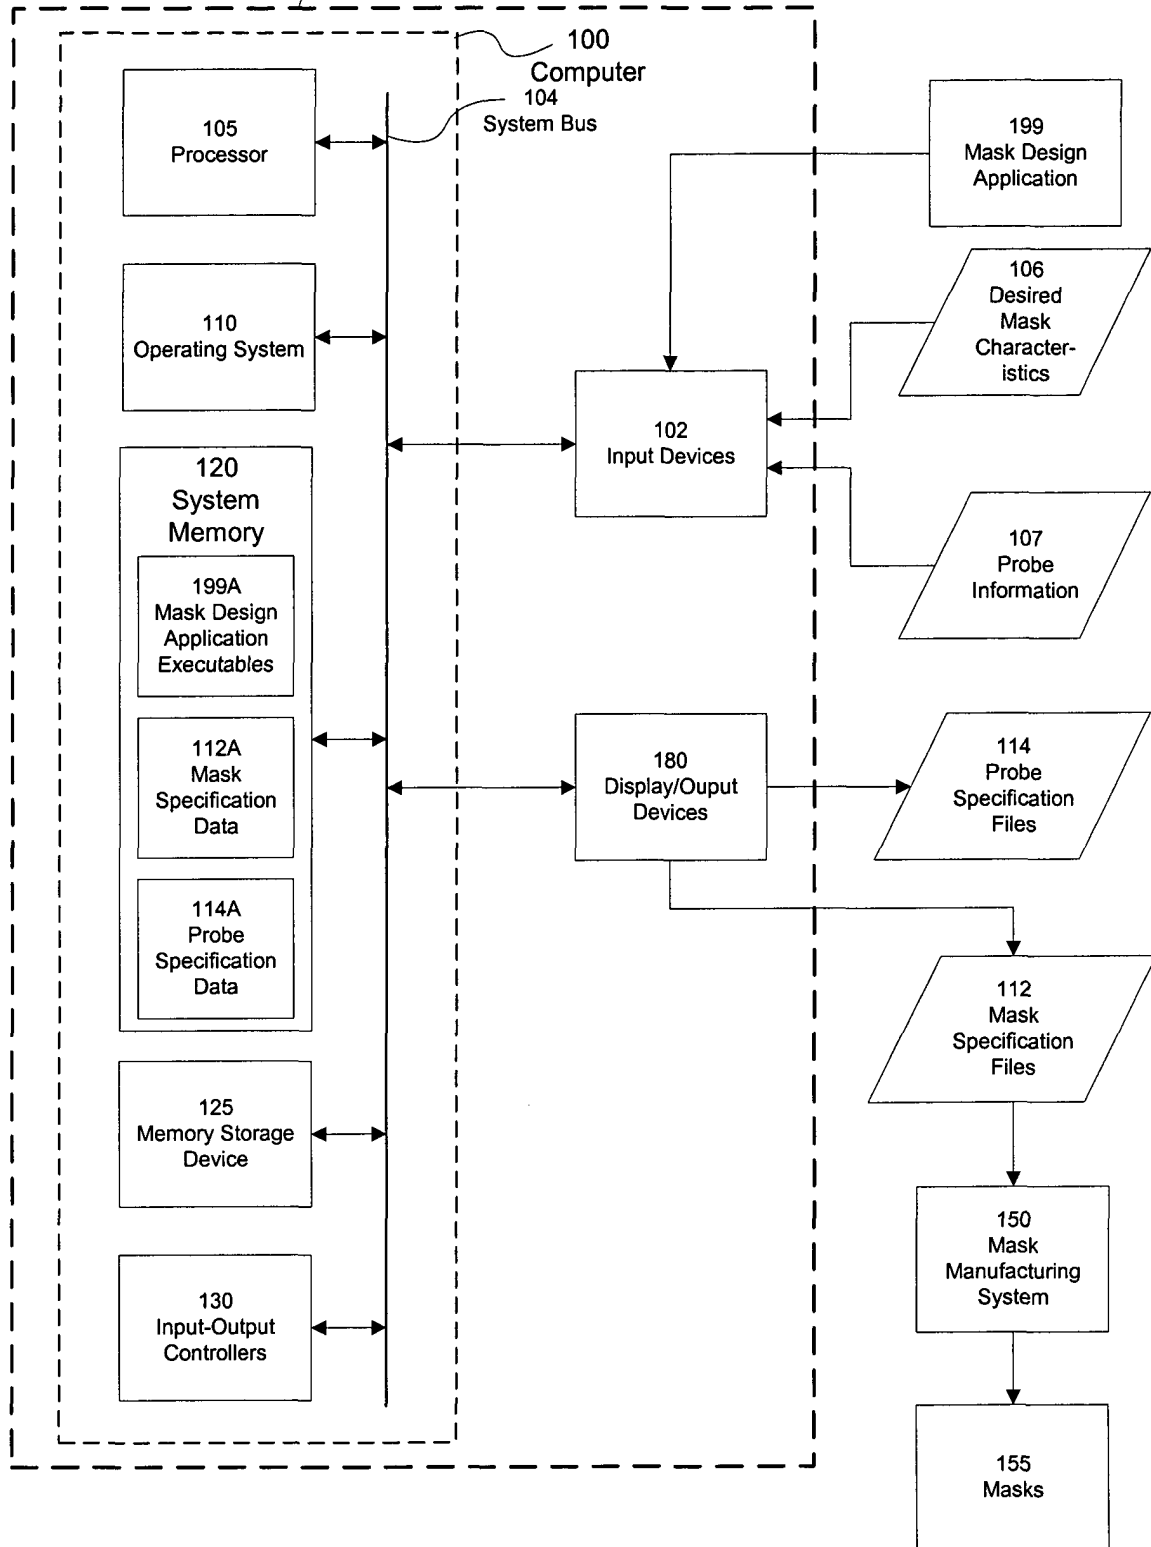 100
Computer
104
System Bus
105
Processor
110
Operating System
120
System
Memory
199A
Mask Design
Application
Executables
112A
Mask
Specification
Data
114A
Probe
Specification
Data
125
Memory Storage
Device
130
Input-Output
Controllers
102
Input Devices
180
Display/Ouput
Devices
199
Mask Design
Application
106
Desired
Mask
Character-
istics
107
Probe
Information
114
Probe
Specification
Files
112
Mask
Specification
Files
150
Mask
Manufacturing
System
155
Masks